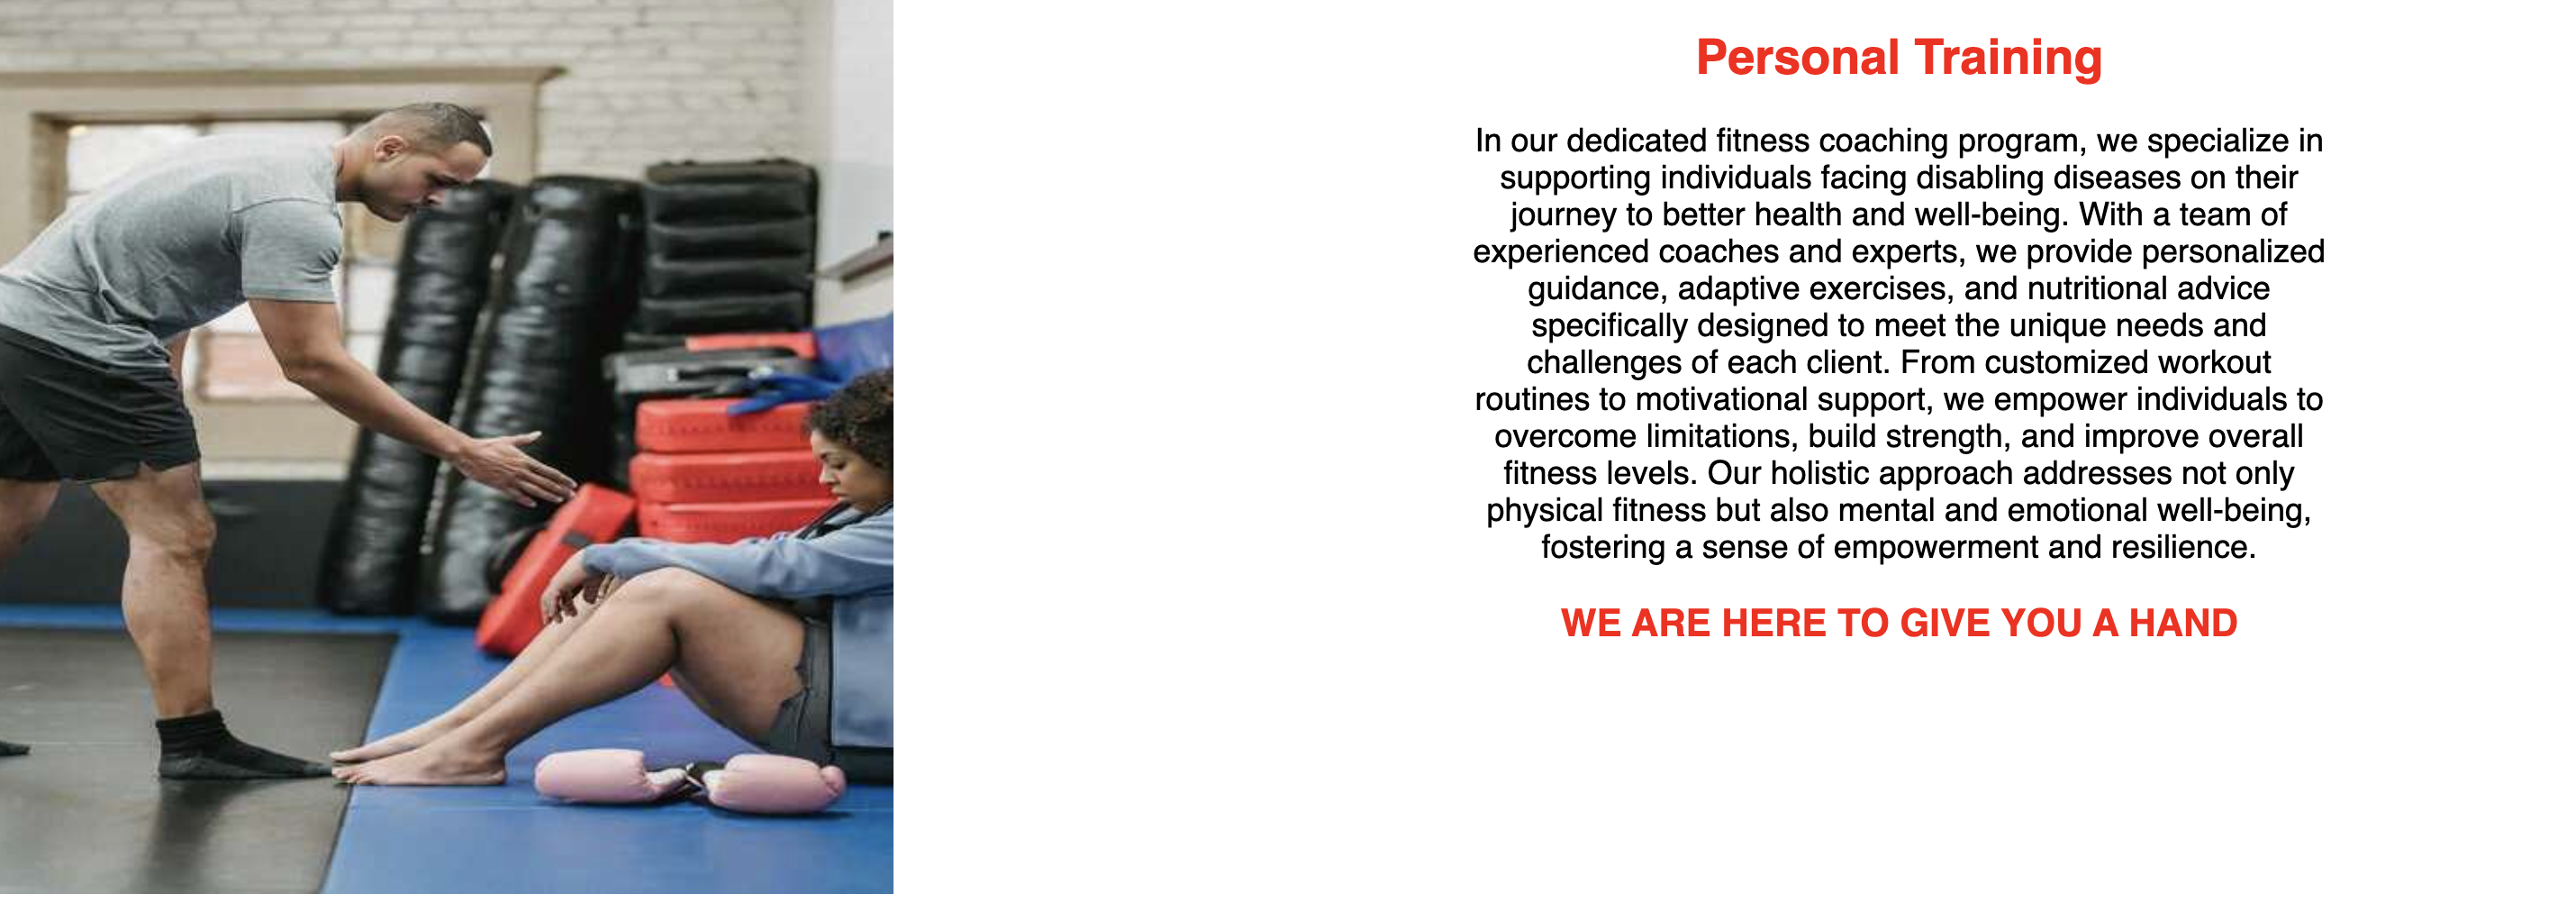 Personal Training
In our dedicated fitness coaching program, we specialize in
supporting individuals facing disabling diseases on their
journey to better health and well-being. With a team of
experienced coaches and experts, we provide personalized
guidance, adaptive exercises, and nutritional advice
specifically designed to meet the unique needs and
challenges of each client. From customized workout
routines to motivational support, we empower individuals to
overcome limitations, build strength, and improve overall
fitness levels. Our holistic approach addresses not only
physical fitness but also mental and emotional well-being,
fostering a sense of empowerment and resilience.
WE ARE HERE TO GIVE YOU A HAND